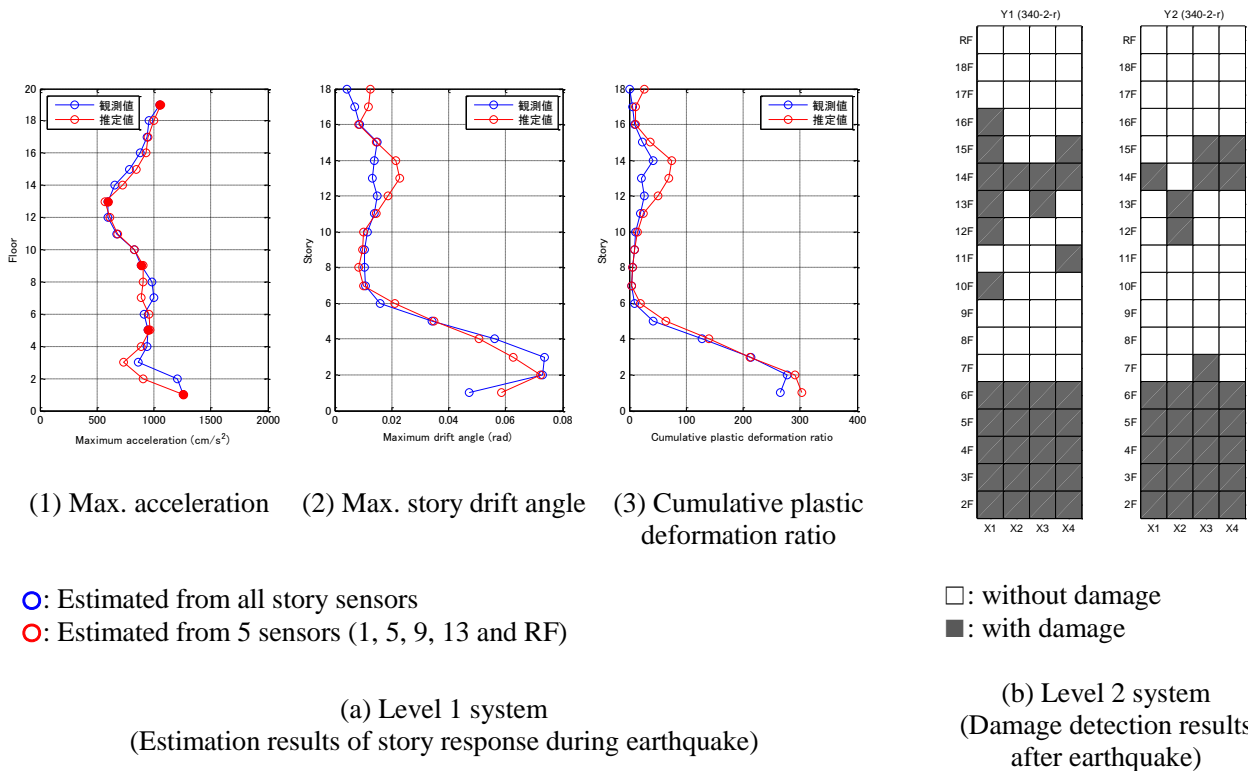 Y1 (340-2-r)
Y2 (340-2-r)
RF
18F
17F
16F
15F
14F
13F
12F
11F
10F
9F
8F
7F
6F
5F
4F
3F
2F
X1 X2 X3 X4
RF
18F
17F
16F
15F
14F
13F
12F
11F
10F
9F
8F
7F
6F
5F
4F
3F
2F
X1 X2 X3 X4
観測値
推定値
20
18
16
14
12
10
8
6
4
2
0
Floor
0 500 1000 1500 2000
Maximum acceleration (cm/s²)
観測値
推定値
18
16
14
12
10
8
6
4
2
0
Story
0 0.02 0.04 0.06 0.08
Maximum drift angle (rad)
観測値
推定値
18
16
14
12
10
8
6
4
2
0
Story
0 100 200 300 400
Cumulative plastic deformation ratio
(1) Max. acceleration
(2) Max. story drift angle
(3) Cumulative plastic
deformation ratio
: Estimated from all story sensors
: Estimated from 5 sensors (1, 5, 9, 13 and RF)
: without damage
: with damage
(a) Level 1 system
(Estimation results of story response during earthquake)
(b) Level 2 system
(Damage detection results
after earthquake)